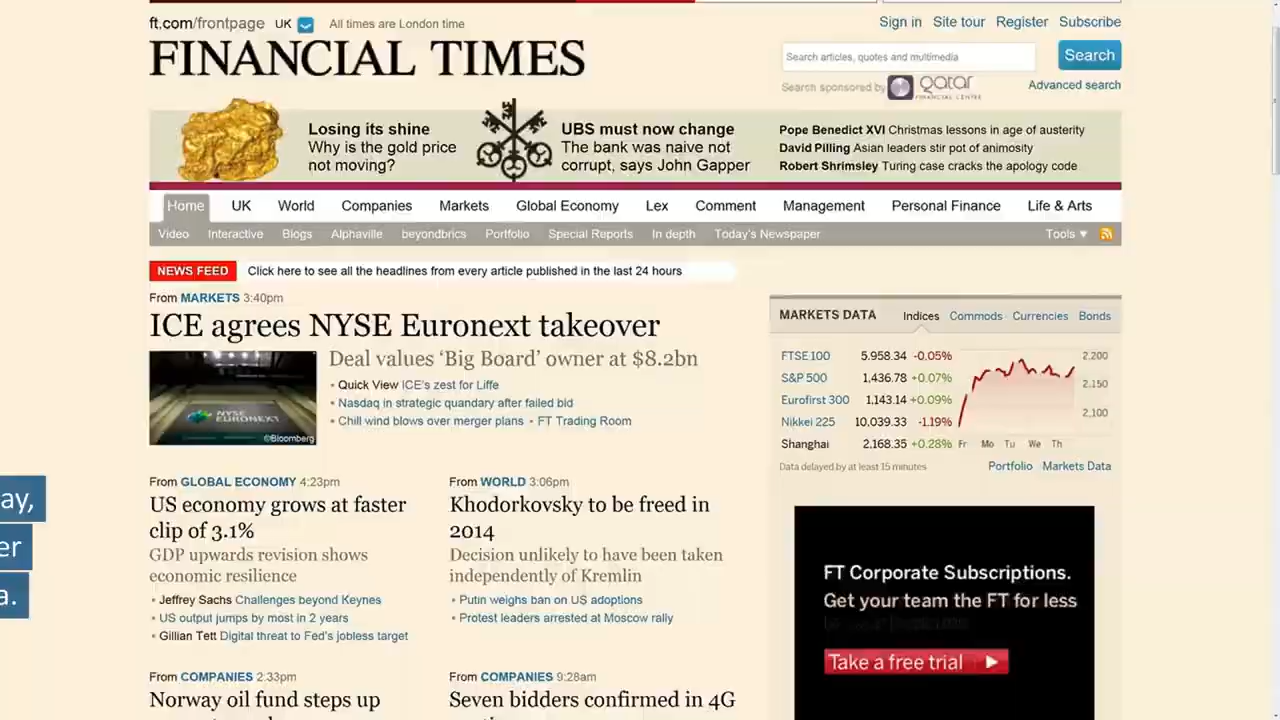 ft.com/frontpage UK All times are London time
Sign in Site tour Register Subscribe
FINANCIAL TIMES
Search articles, quotes and multimedia
Search
Search sponsored by Qatar FINANCIAL CENTRE
Advanced search
Losing its shine
Why is the gold price
not moving?
UBS must now change
The bank was naive not
corrupt, says John Gapper
Pope Benedict XVI Christmas lessons in age of austerity
David Pilling Asian leaders stir pot of animosity
Robert Shrimsley Turing case cracks the apology code
Home UK World Companies Markets Global Economy Lex Comment Management Personal Finance Life & Arts
Video Interactive Blogs Alphaville beyondbrics Portfolio Special Reports In depth Today's Newspaper Tools
NEWS FEED Click here to see all the headlines from every article published in the last 24 hours
From MARKETS 3:40pm
ICE agrees NYSE Euronext takeover
NYSE
EURONEXT
©Bloomberg
Deal values ‘Big Board’ owner at $8.2bn
Quick View ICE's zest for Liffe
Nasdaq in strategic quandary after failed bid
Chill wind blows over merger plans FT Trading Room
MARKETS DATA Indices Commods Currencies Bonds
FTSE 100 5,958.34 -0.05%
S&P 500 1,436.78 +0.07%
Eurofirst 300 1,143.14 +0.09%
Nikkei 225 10,039.33 -1.19%
Shanghai 2,168.35 +0.28%
2,200
2,150
2,100
Fr Mo Tu We Th
Data delayed by at least 15 minutes
Portfolio Markets Data
ay,
er
a.
From GLOBAL ECONOMY 4:23pm
US economy grows at faster
clip of 3.1%
GDP upwards revision shows
economic resilience
Jeffrey Sachs Challenges beyond Keynes
US output jumps by most in 2 years
Gillian Tett Digital threat to Fed's jobless target
From WORLD 3:06pm
Khodorkovsky to be freed in
2014
Decision unlikely to have been taken
independently of Kremlin
Putin weighs ban on US adoptions
Protest leaders arrested at Moscow rally
FT Corporate Subscriptions.
Get your team the FT for less
Take a free trial
From COMPANIES 2:33pm
Norway oil fund steps up
From COMPANIES 9:28am
Seven bidders confirmed in 4G